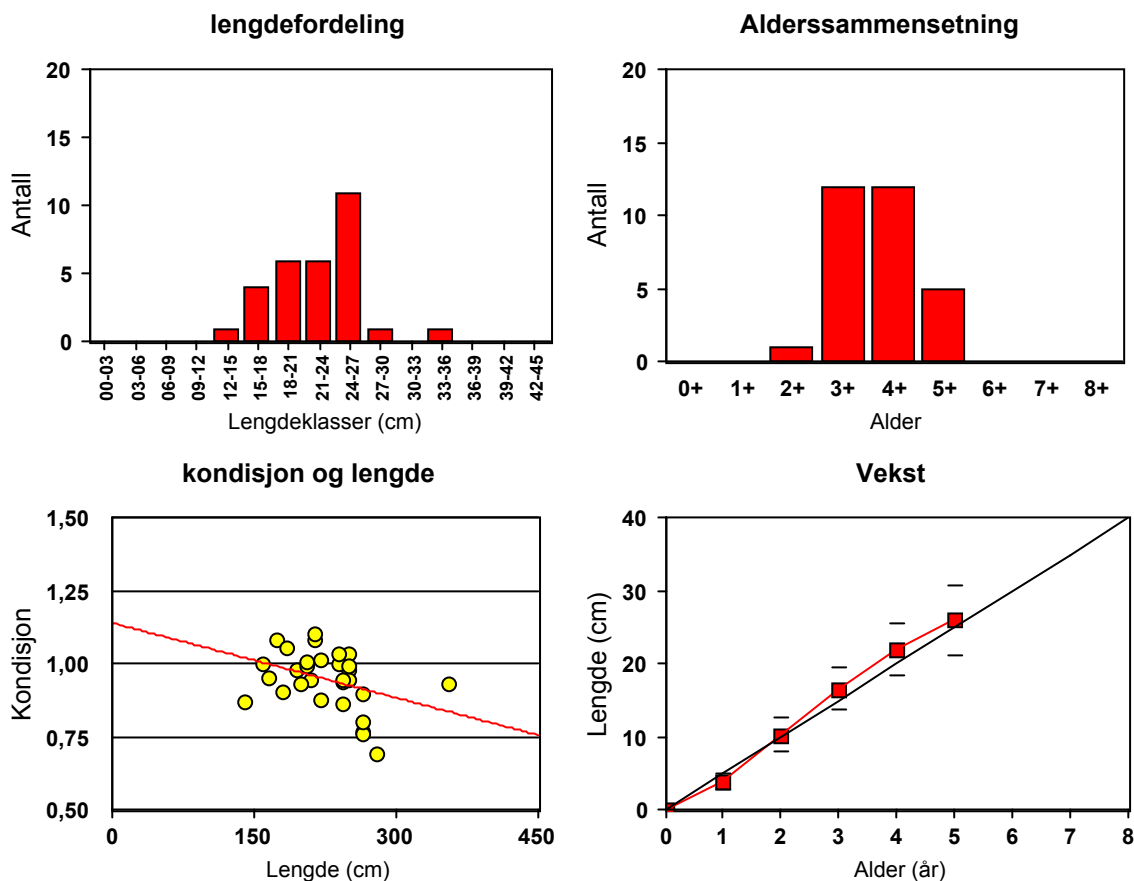 lengdefordeling
20
15
10
5
0
Antall
00-03 03-06 06-09 09-12 12-15 15-18 18-21 21-24 24-27 27-30 30-33 33-36 36-39 39-42 42-45
Lengdeklasser (cm)
Alderssammensetning
20
15
10
5
0
Antall
0+ 1+ 2+ 3+ 4+ 5+ 6+ 7+ 8+
Alder
kondisjon og lengde
1,50
1,25
1,00
0,75
0,50
Kondisjon
0 150 300 450
Lengde (cm)
Vekst
40
30
20
10
0
Lengde (cm)
0 1 2 3 4 5 6 7 8
Alder (år)